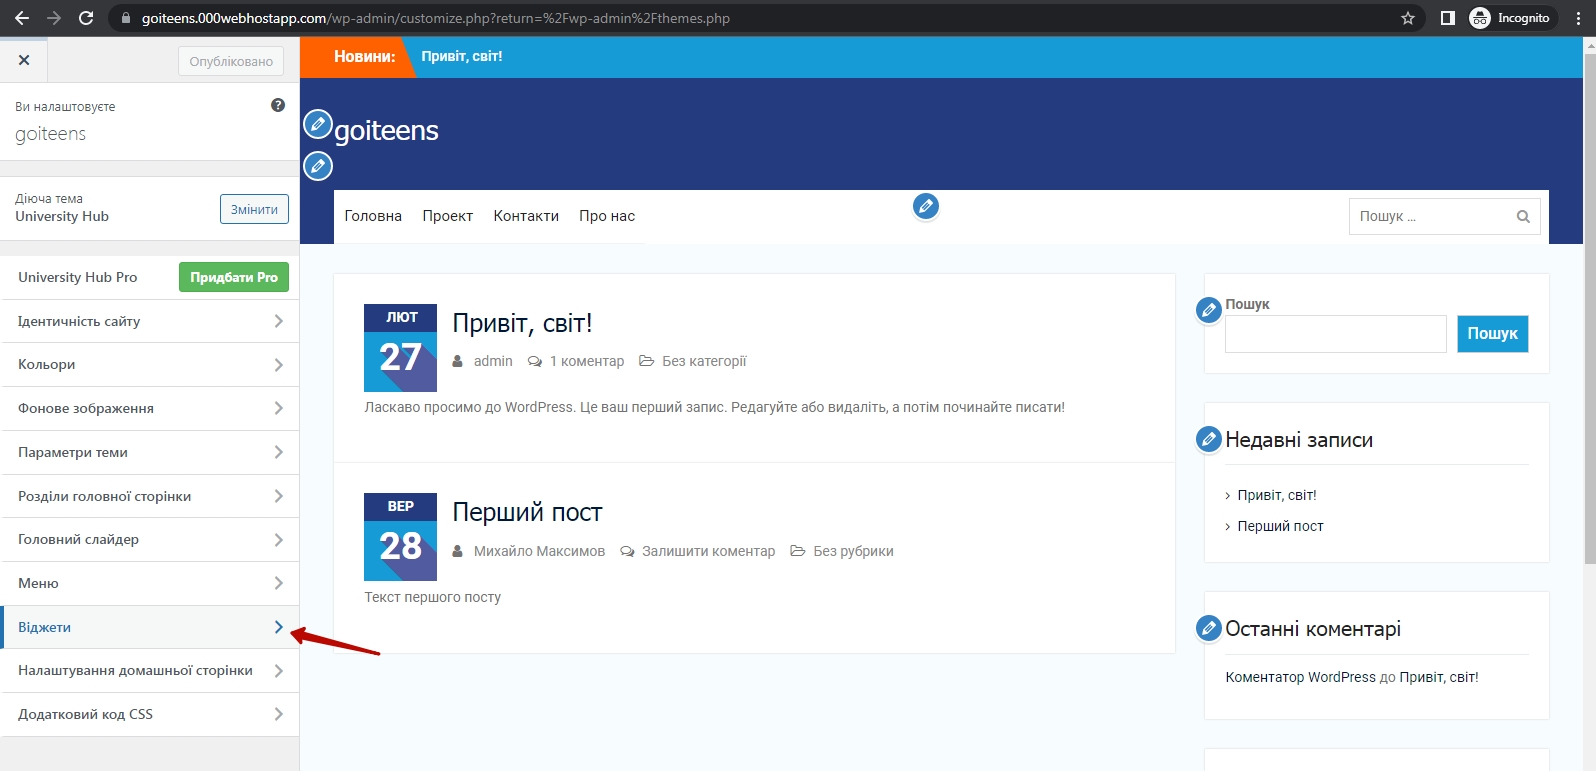 goiteens.000webhostapp.com/wp-admin/customize.php?return=%2Fwp-admin%2Fthemes.php
Incognito
Опубліковано
Ви налаштовуєте
goiteens
Діюча тема
University Hub
Змінити
University Hub Pro
Придбати Pro
Ідентичність сайту
Кольори
Фонове зображення
Параметри теми
Розділи головної сторінки
Головний слайдер
Меню
Віджети
Налаштування домашньої сторінки
Додатковий код CSS
Новини:
Привіт, світ!
goiteens
Головна
Проект
Контакти
Про нас
Пошук ...
ЛЮТ
27
Привіт, світ!
admin
1 коментар
Без категорії
Ласкаво просимо до WordPress. Це ваш перший запис. Редагуйте або видаліть, а потім починайте писати!
ВЕР
28
Перший пост
Михайло Максимов
Залишити коментар
Без рубрики
Текст першого посту
Пошук
Пошук
Недавні записи
Привіт, світ!
Перший пост
Останні коментарі
Коментатор WordPress до Привіт, світ!